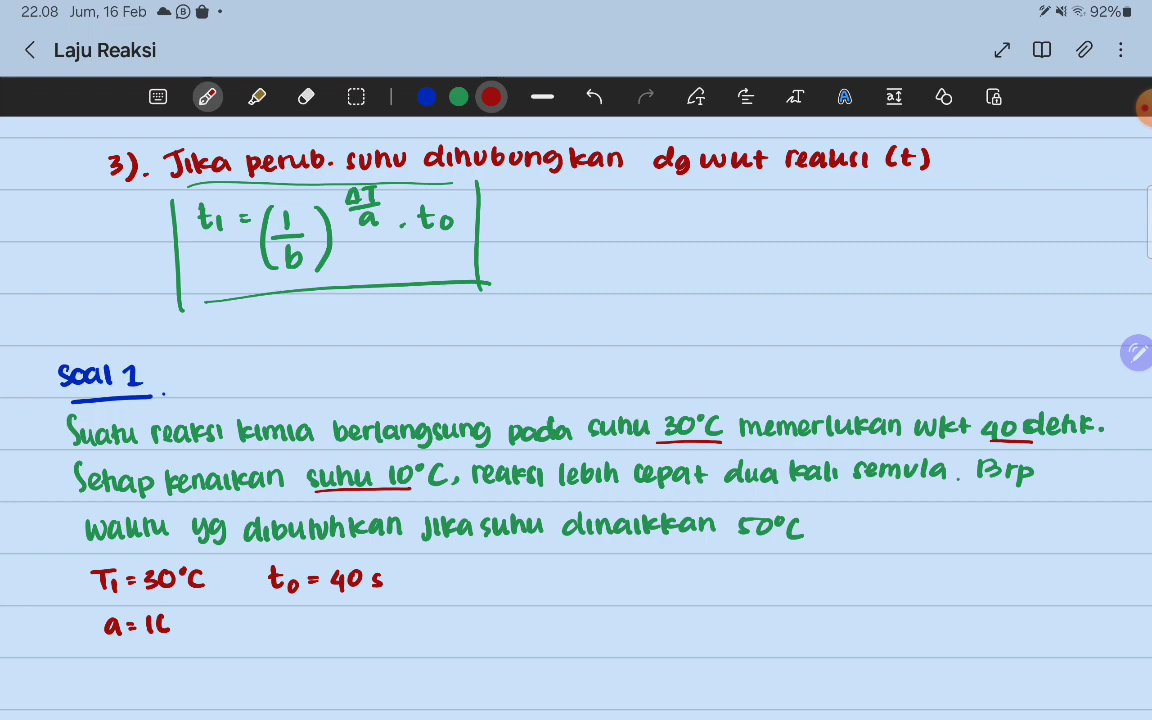 22.08 Jum, 16 Feb
92%
Laju Reaksi
3). Jika perub. suhu dihubungkan dg wkt reaksi (t)
t1 = (1/b)^ΔT/a . t0
Soal 1
Suatu reaksi kimia berlangsung pada suhu 30°C memerlukan wkt 40 detik.
Setiap kenaikan suhu 10°C, reaksi lebih cepat dua kali semula. Brp
waktu yg dibutuhkan jika suhu dinaikkan 50°C
T1 = 30°C t0 = 40 s
a = 1C